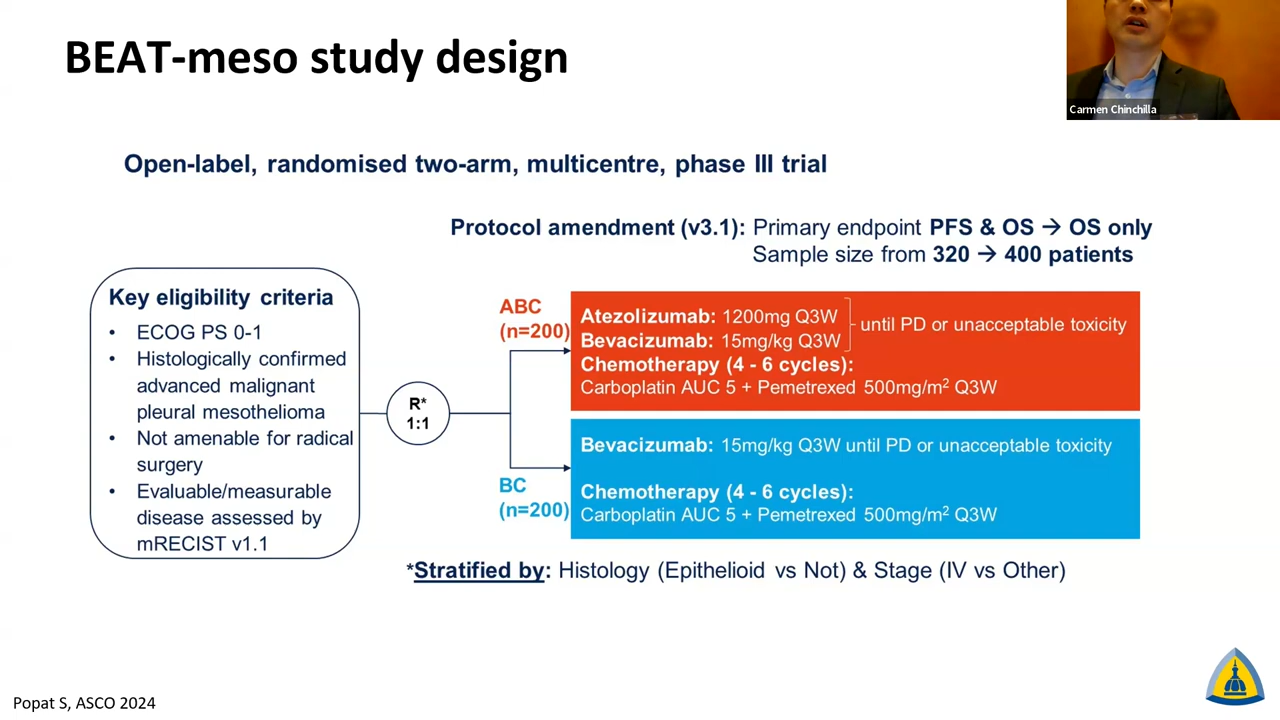 BEAT-meso study design
Carmen Chinchilla
Open-label, randomised two-arm, multicentre, phase III trial
Protocol amendment (v3.1): Primary endpoint PFS & OS → OS only
Sample size from 320 → 400 patients
Key eligibility criteria
• ECOG PS 0-1
• Histologically confirmed
advanced malignant
pleural mesothelioma
• Not amenable for radical
surgery
• Evaluable/measurable
disease assessed by
mRECIST v1.1
R*
1:1
ABC
(n=200)
Atezolizumab: 1200mg Q3W
Bevacizumab: 15mg/kg Q3W
until PD or unacceptable toxicity
Chemotherapy (4 - 6 cycles):
Carboplatin AUC 5 + Pemetrexed 500mg/m² Q3W
BC
(n=200)
Bevacizumab: 15mg/kg Q3W until PD or unacceptable toxicity
Chemotherapy (4 - 6 cycles):
Carboplatin AUC 5 + Pemetrexed 500mg/m² Q3W
*Stratified by: Histology (Epithelioid vs Not) & Stage (IV vs Other)
Popat S, ASCO 2024